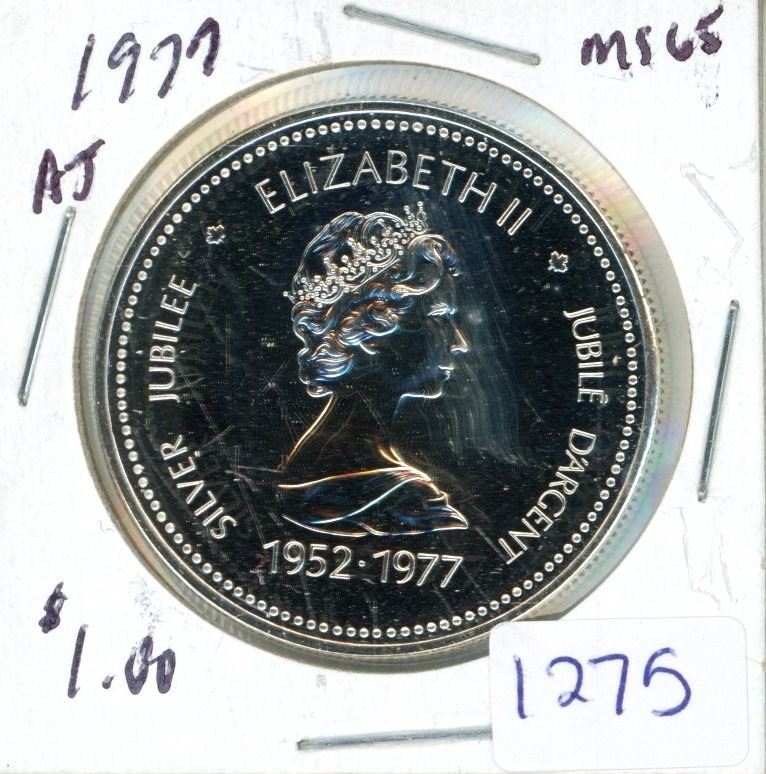 1977
MS65
AJ
ELIZABETH II
SILVER JUBILEE
JUBILÉ D'ARGENT
1952·1977
$1.00
1275